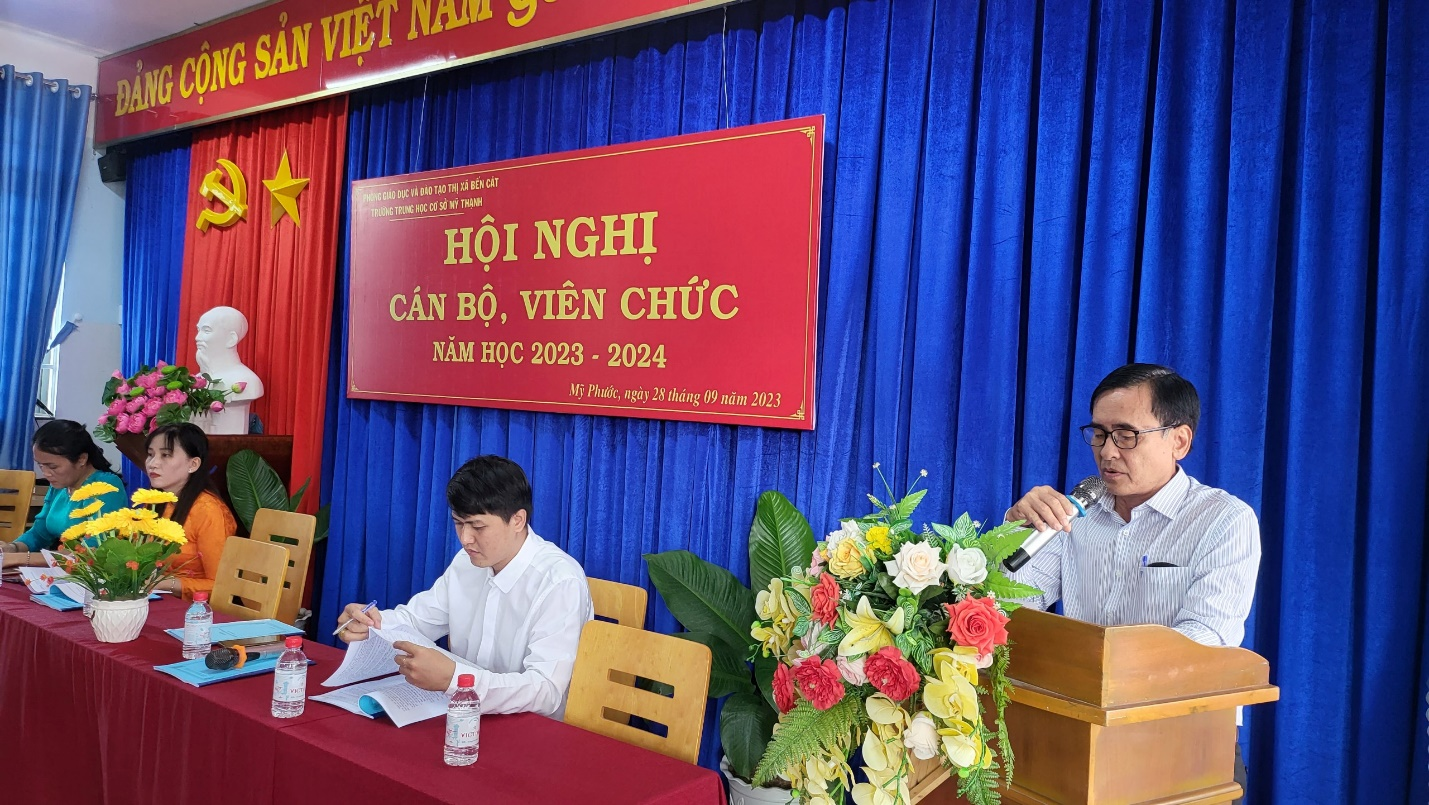 ĐẢNG CỘNG SẢN VIỆT NAM
PHÒNG GIÁO DỤC VÀ ĐÀO TẠO THỊ XÃ BẾN CÁT
TRƯỜNG TRUNG HỌC CƠ SỞ MỸ THẠNH
HỘI NGHỊ
CÁN BỘ, VIÊN CHỨC
NĂM HỌC 2023 - 2024
Mỹ Phước, ngày 28 tháng 09 năm 2023